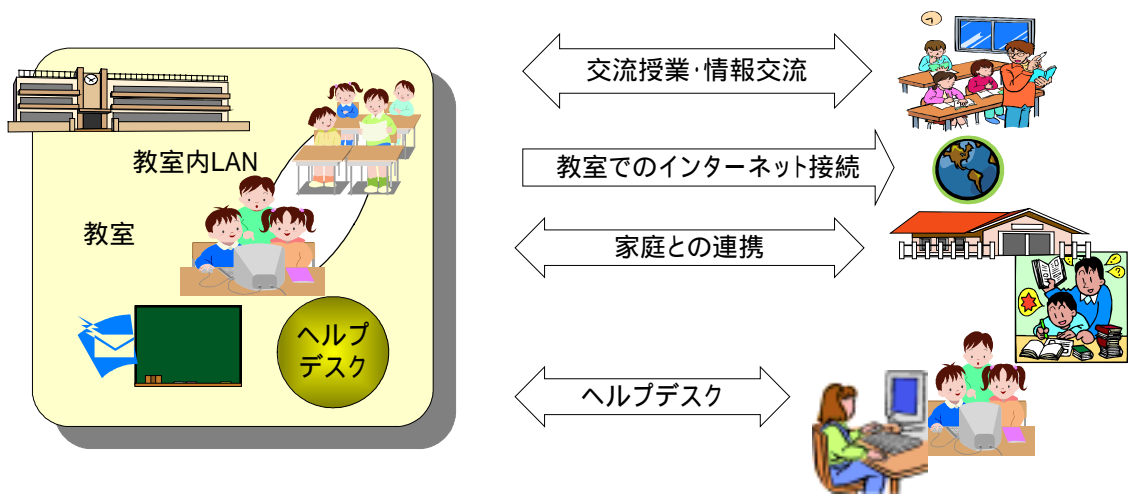 教室内LAN
教室
ヘルプ
デスク
交流授業・情報交流
教室でのインターネット接続
家庭との連携
ヘルプデスク